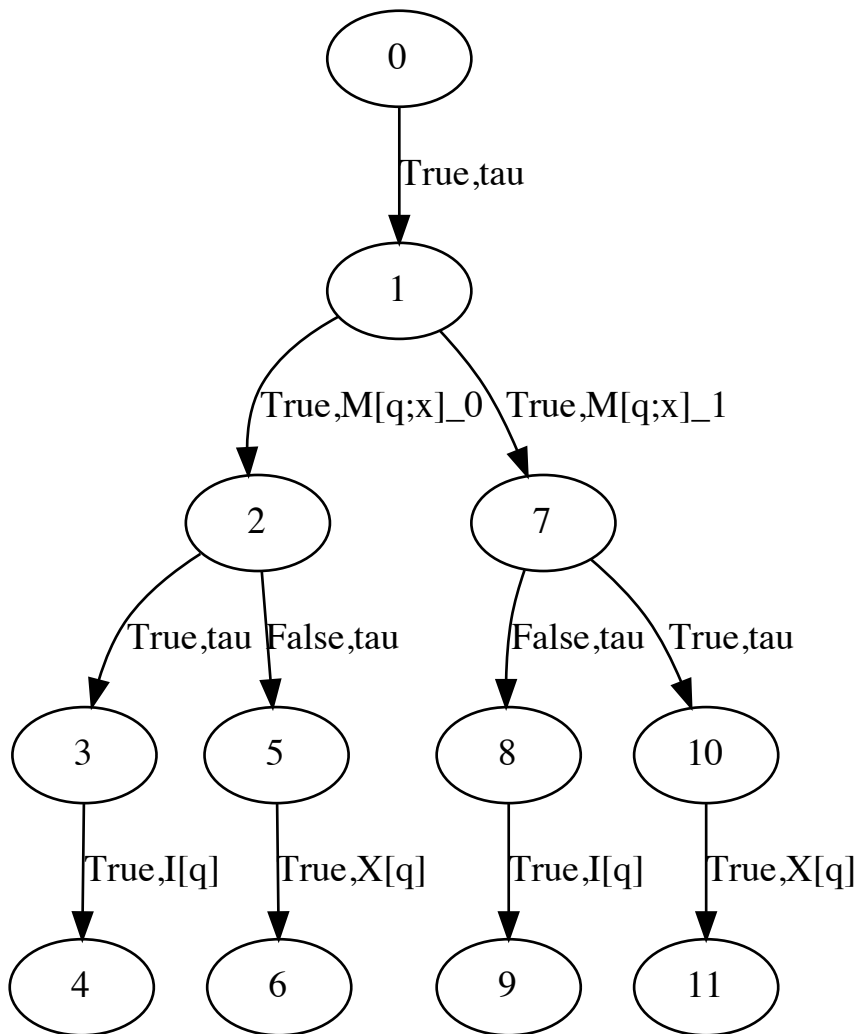 0
True,tau
1
True,M[q;x]_0 True,M[q;x]_1
2 7
True,tau False,tau False,tau True,tau
3 5 8 10
True,I[q] True,X[q] True,I[q] True,X[q]
4 6 9 11